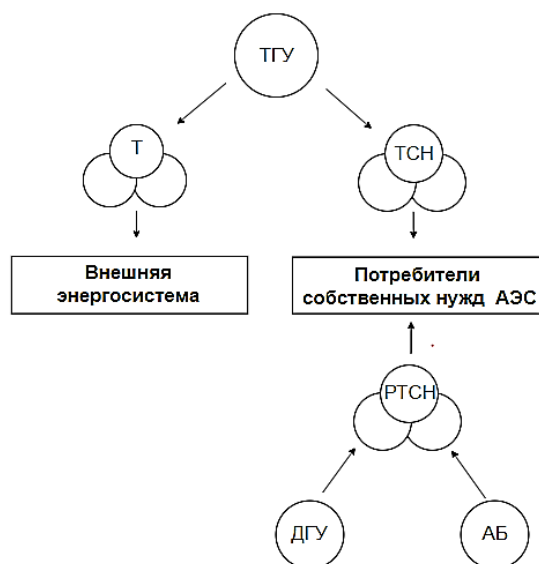 ТГУ
Т
ТСН
Внешняя
энергосистема
Потребители
собственных нужд АЭС
РТСН
ДГУ
АБ